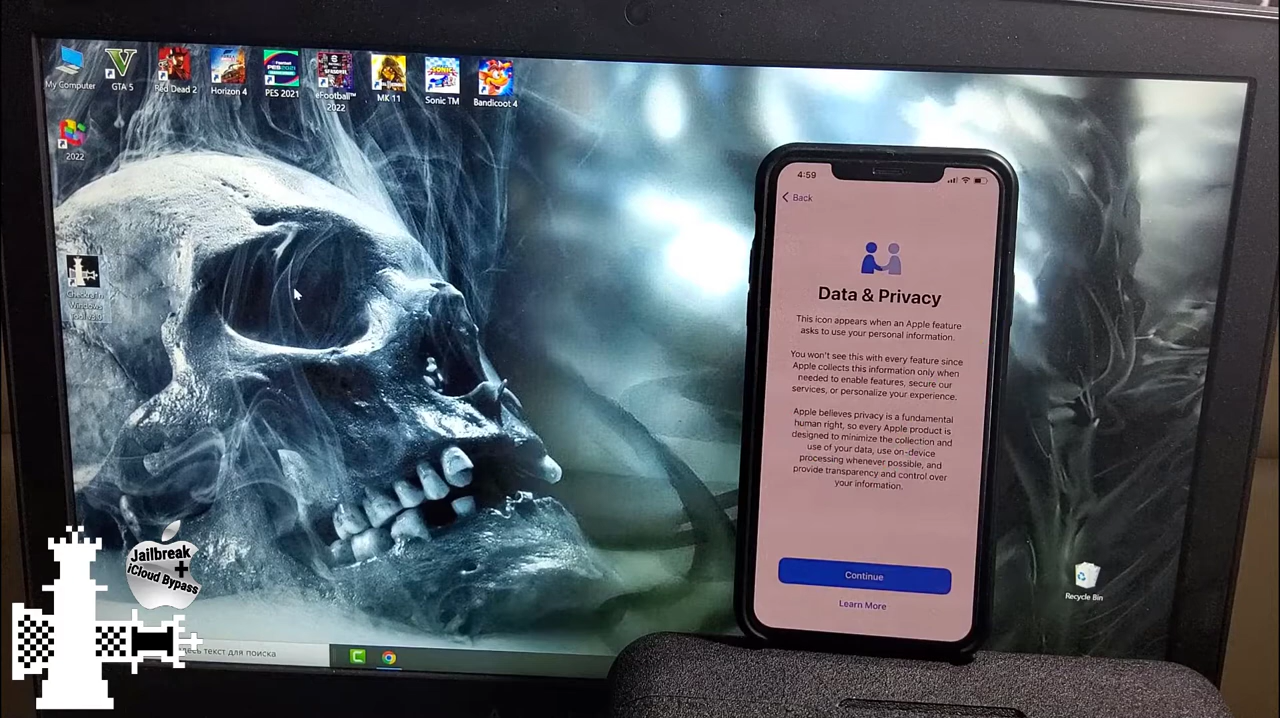 My Computer
GTA 5
Red Dead 2
Horizon 4
PES 2021
eFootball™
2022
MK 11
Sonic TM
Bandicoot 4
2022
Checkra1n
Windows
4:59
Back
Data & Privacy
This icon appears when an Apple feature
asks to use your personal information.
You won't see this with every feature since
Apple collects this information only when
needed to enable features, secure our
services, or personalize your experience.
Apple believes privacy is a fundamental
human right, so every Apple product is
designed to minimize the collection and
use of your data, use on-device
processing whenever possible, and
provide transparency and control over
your information.
Continue
Learn More
Recycle Bin
Jailbreak
+
iCloud Bypass
десь текст для поиска